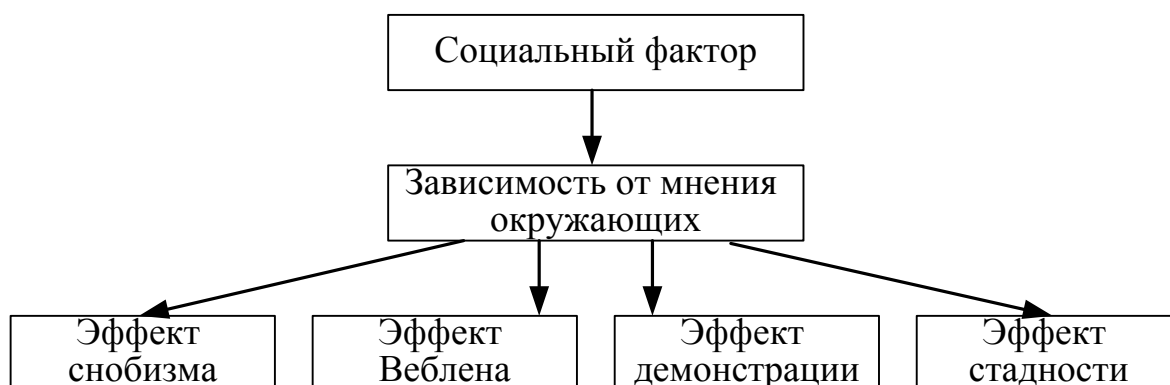 Социальный фактор
Зависимость от мнения
окружающих
Эффект
снобизма
Эффект
Веблена
Эффект
демонстрации
Эффект
стадности